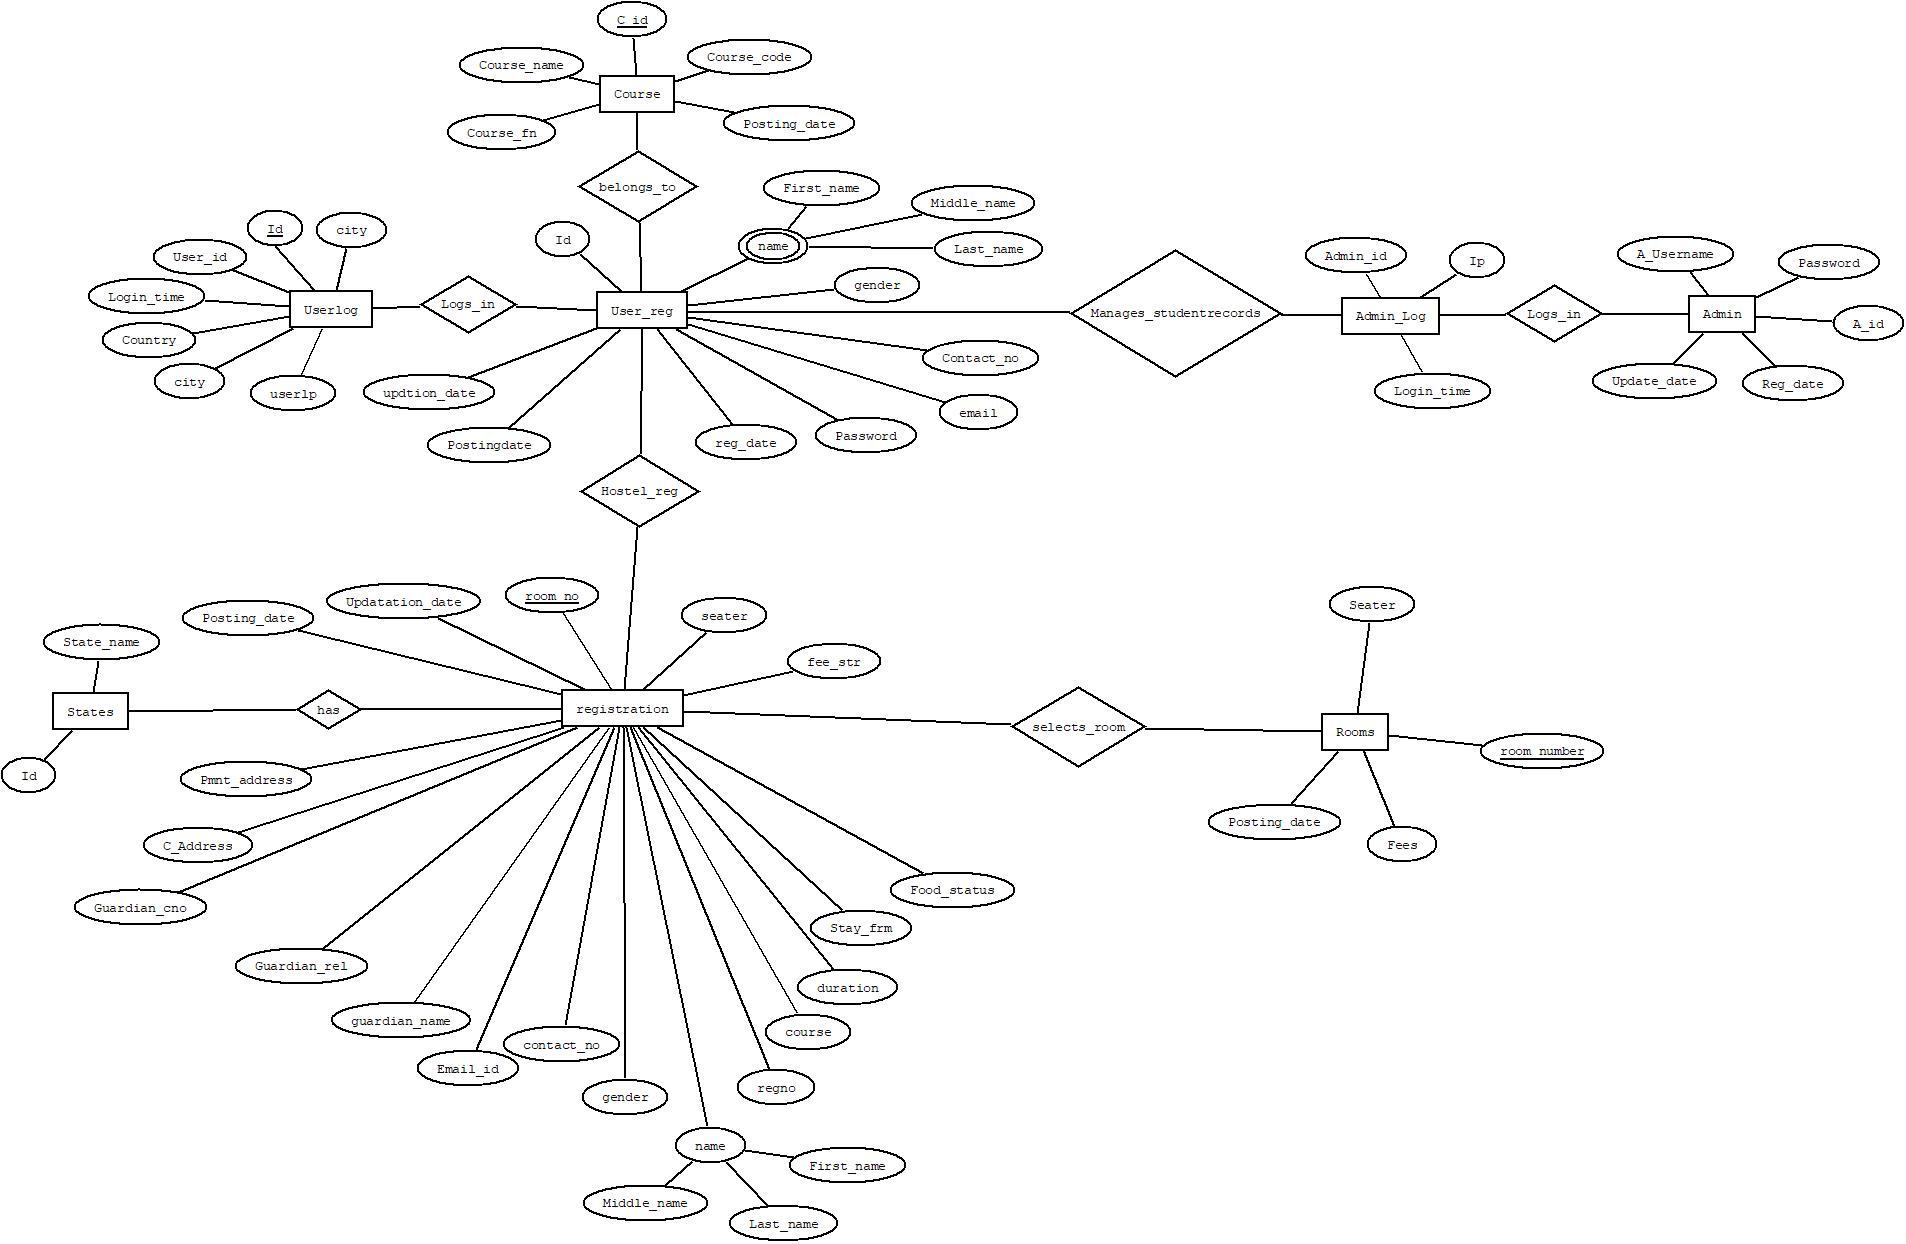 C_id
Course_name
Course_code
Course
Course_fn
Posting_date
belongs_to
First_name
Middle_name
Id
city
Id
name
Last_name
User_id
gender
Login_time
Userlog
Logs_in
User_reg
Country
city
userlp
updtion_date
Contact_no
email
Postingdate
reg_date
Password
Manages_studentrecords
Admin_id
Ip
Admin_Log
Login_time
Logs_in
A_Username
Password
Admin
A_id
Update_date
Reg_date
Hostel_reg
Posting_date
Updatation_date
room_no
seater
State_name
fee_str
States
has
registration
selects_room
Seater
Rooms
room_number
Id
Posting_date
Fees
Pmnt_address
C_Address
Guardian_cno
Guardian_rel
guardian_name
Email_id
contact_no
gender
Food_status
Stay_frm
duration
course
regno
name
First_name
Middle_name
Last_name